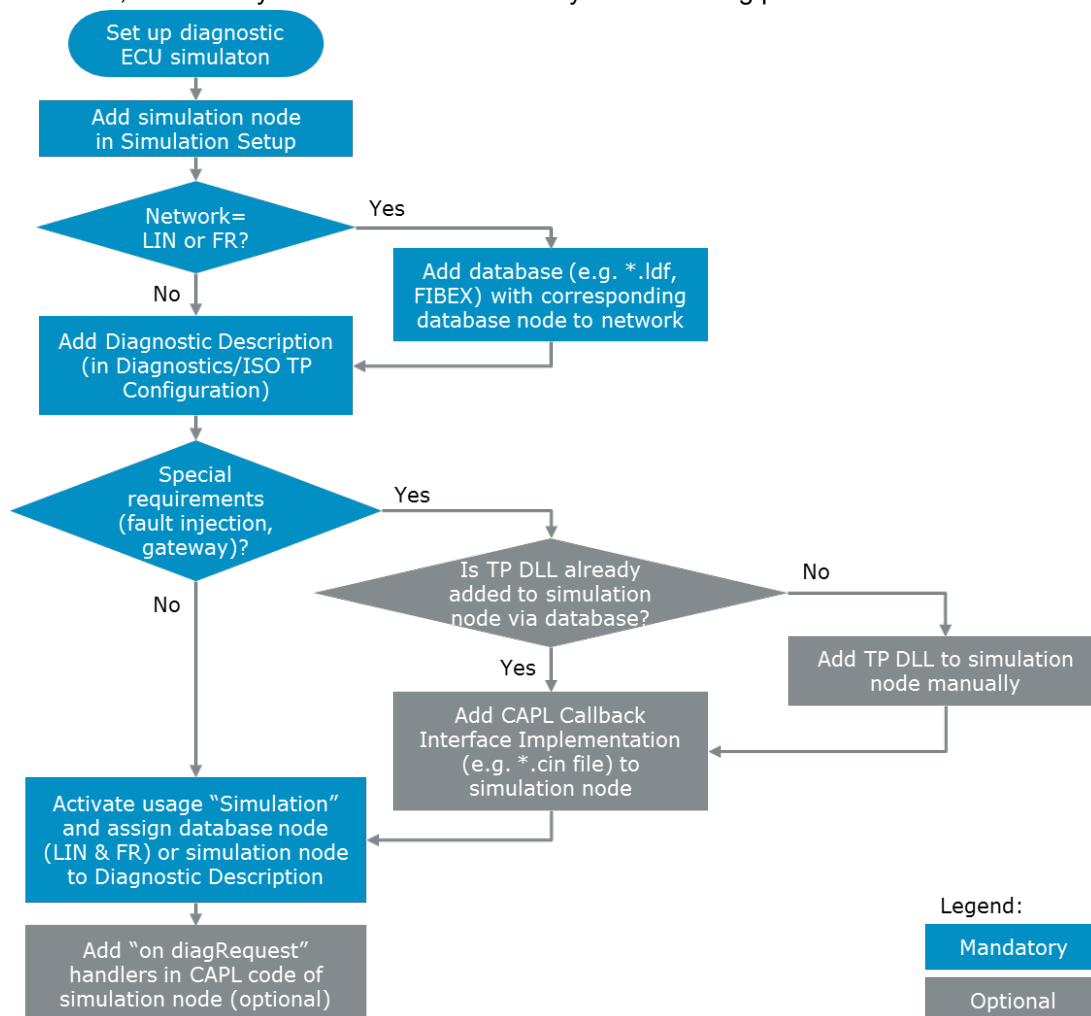 Set up diagnostic
ECU simulaton
Add simulation node
in Simulation Setup
Network=
LIN or FR?
Yes
Add database (e.g. *.ldf,
FIBEX) with corresponding
database node to network
No
Add Diagnostic Description
(in Diagnostics/ISO TP
Configuration)
Special
requirements
(fault injection,
gateway)?
Yes
Is TP DLL already
added to simulation
node via database?
No
No
Add TP DLL to simulation
node manually
Yes
Add CAPL Callback
Interface Implementation
(e.g. *.cin file) to
simulation node
Activate usage “Simulation”
and assign database node
(LIN & FR) or simulation node
to Diagnostic Description
Add “on diagRequest”
handlers in CAPL code of
simulation node (optional)
Legend:
Mandatory
Optional